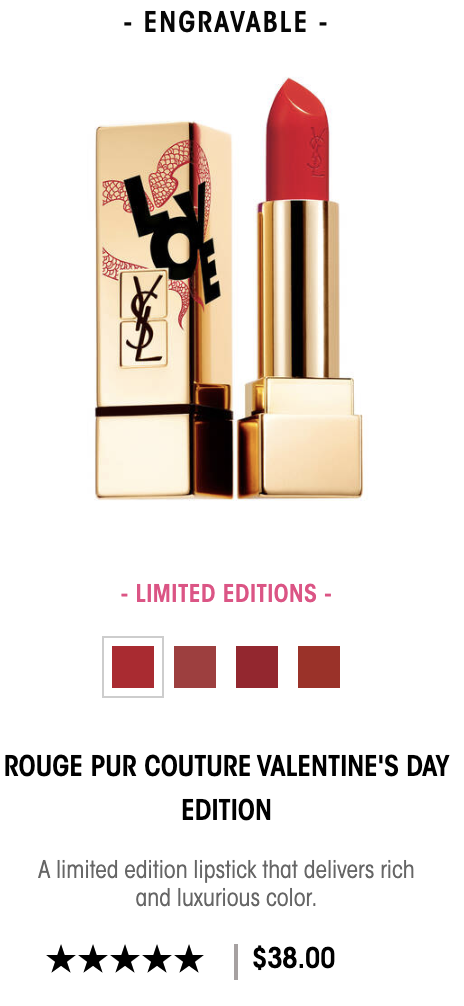 - ENGRAVABLE -
LOVE
YSL
- LIMITED EDITIONS -
ROUGE PUR COUTURE VALENTINE'S DAY
EDITION
A limited edition lipstick that delivers rich
and luxurious color.
$38.00